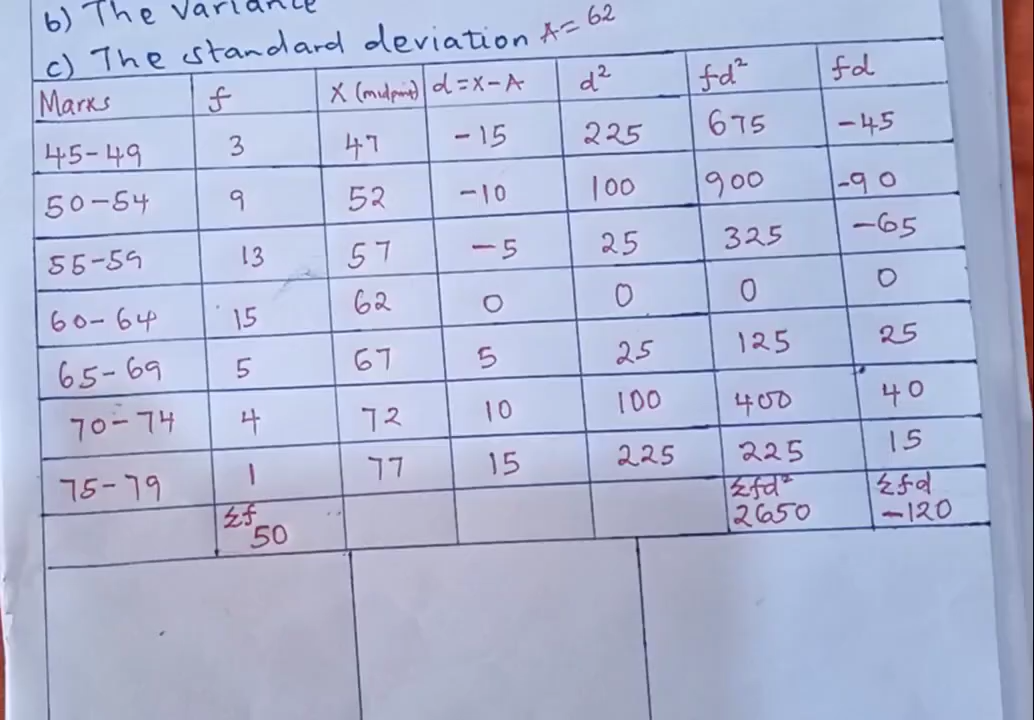 b) The variance
c) The standard deviation A=62
Marks f X (midpoint) d=X-A d² fd² fd
45-49 3 47 -15 225 675 -45
50-54 9 52 -10 100 900 -90
55-59 13 57 -5 25 325 -65
60-64 15 62 0 0 0 0
65-69 5 67 5 25 125 25
70-74 4 72 10 100 400 40
75-79 1 77 15 225 225 15
Σf Σfd² Σfd
50 2650 -120